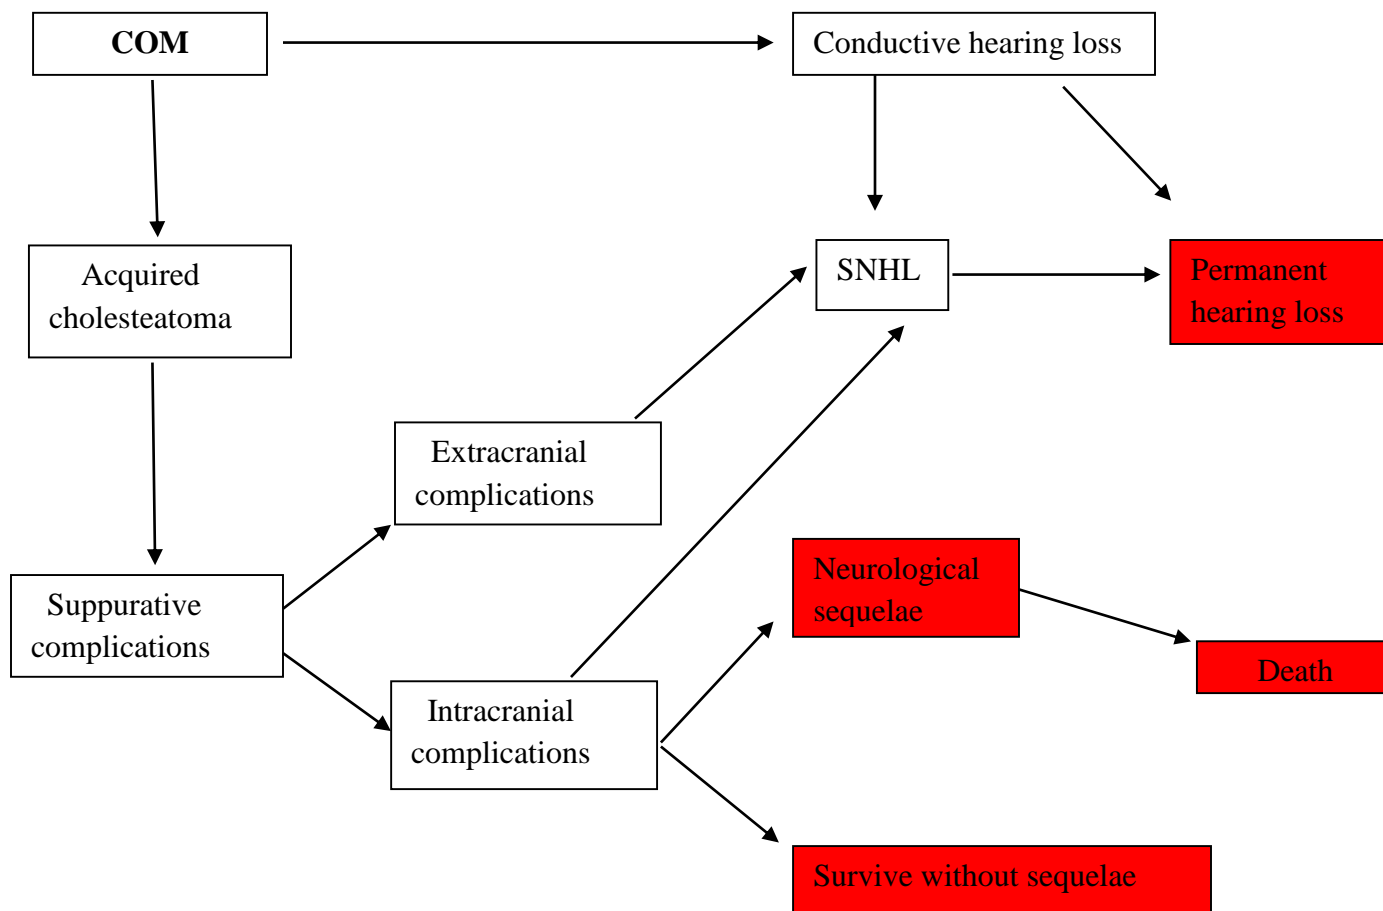 COM
Conductive hearing loss
Acquired
cholesteatoma
SNHL
Permanent
hearing loss
Extracranial
complications
Suppurative
complications
Neurological
sequelae
Death
Intracranial
complications
Survive without sequelae